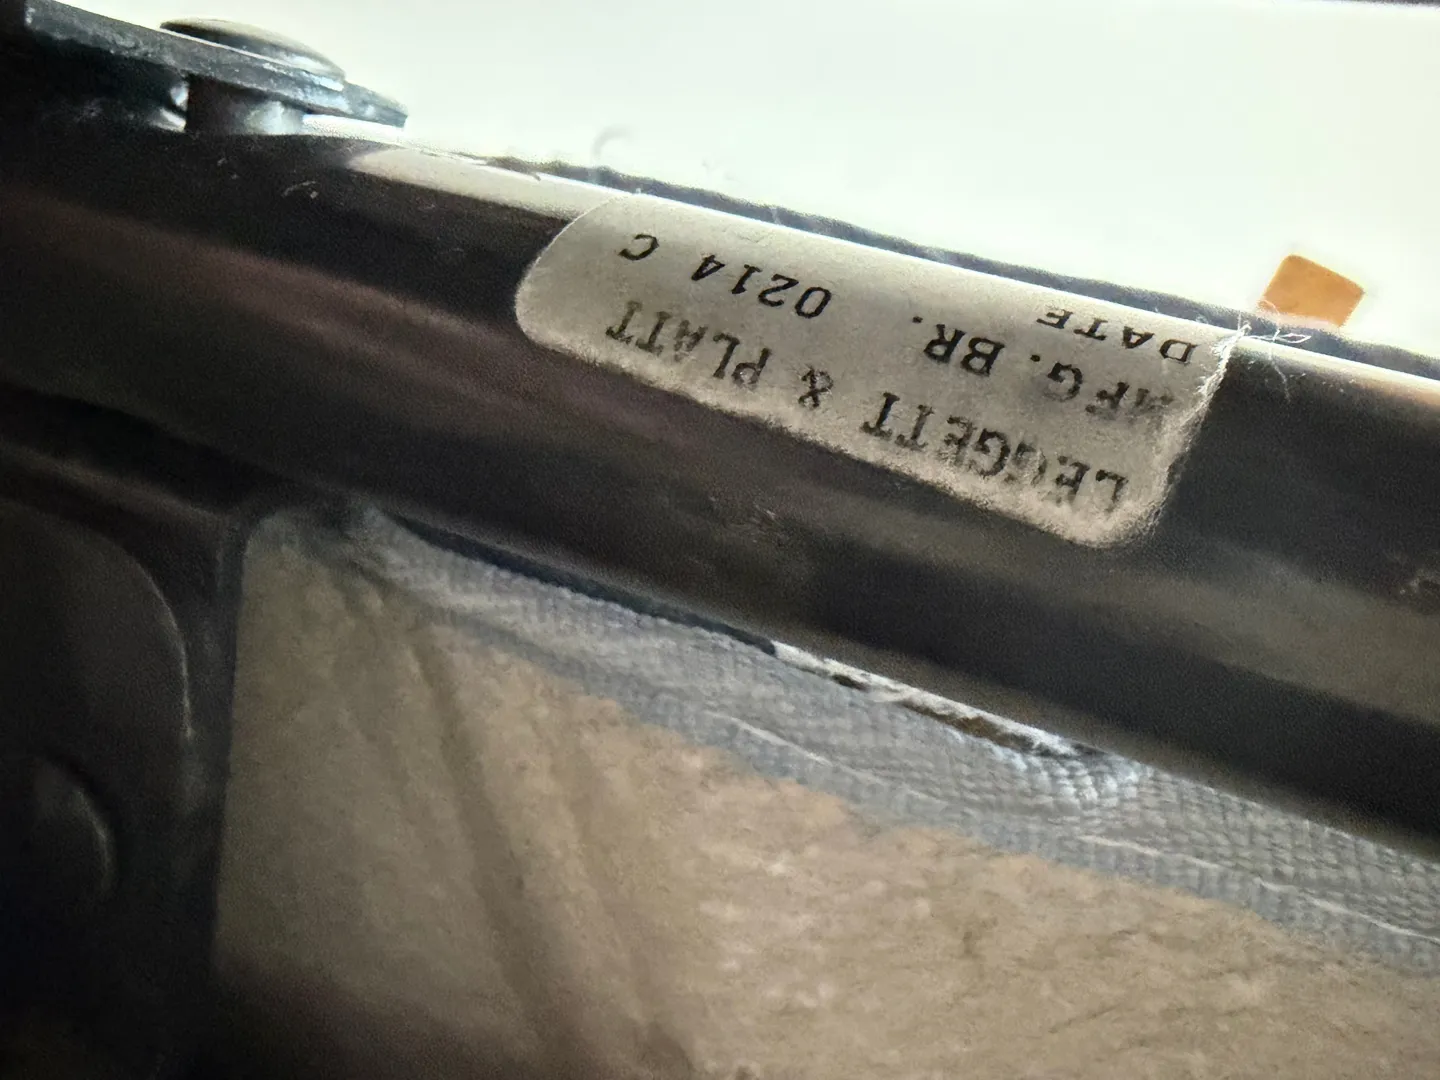 LEGGETT & PLATT
MFG. BR. 0214 C
DATE